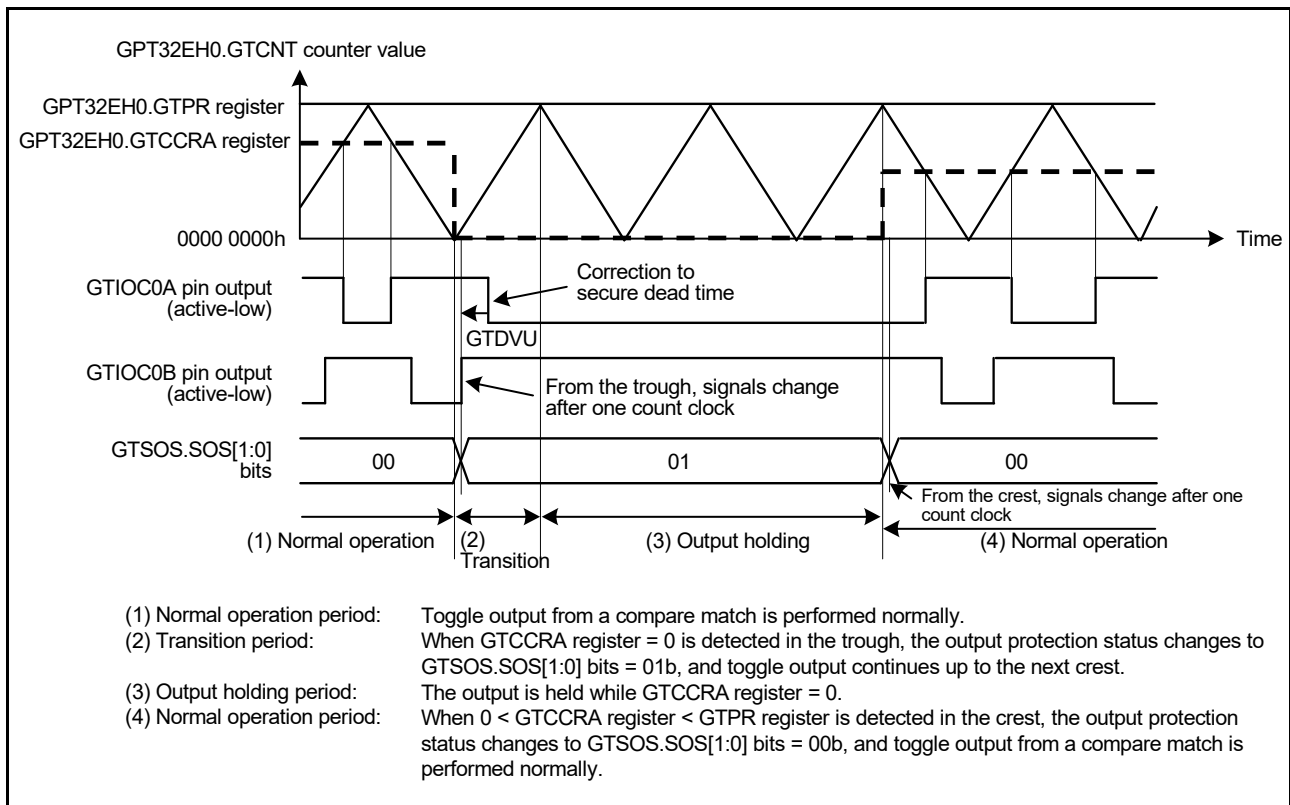 GPT32EH0.GTCNT counter value
GPT32EH0.GTPR register
GPT32EH0.GTCCRA register
0000 0000h
Time
GTIOC0A pin output
(active-low)
Correction to
secure dead time
GTDVU
GTIOC0B pin output
(active-low)
From the trough, signals change
after one count clock
GTSOS.SOS[1:0]
bits
00
01
00
From the crest, signals change after one
count clock
(1) Normal operation
(2)
Transition
(3) Output holding
(4) Normal operation
(1) Normal operation period: Toggle output from a compare match is performed normally.
(2) Transition period: When GTCCRA register = 0 is detected in the trough, the output protection status changes to
GTSOS.SOS[1:0] bits = 01b, and toggle output continues up to the next crest.
(3) Output holding period: The output is held while GTCCRA register = 0.
(4) Normal operation period: When 0 < GTCCRA register < GTPR register is detected in the crest, the output protection
status changes to GTSOS.SOS[1:0] bits = 00b, and toggle output from a compare match is
performed normally.